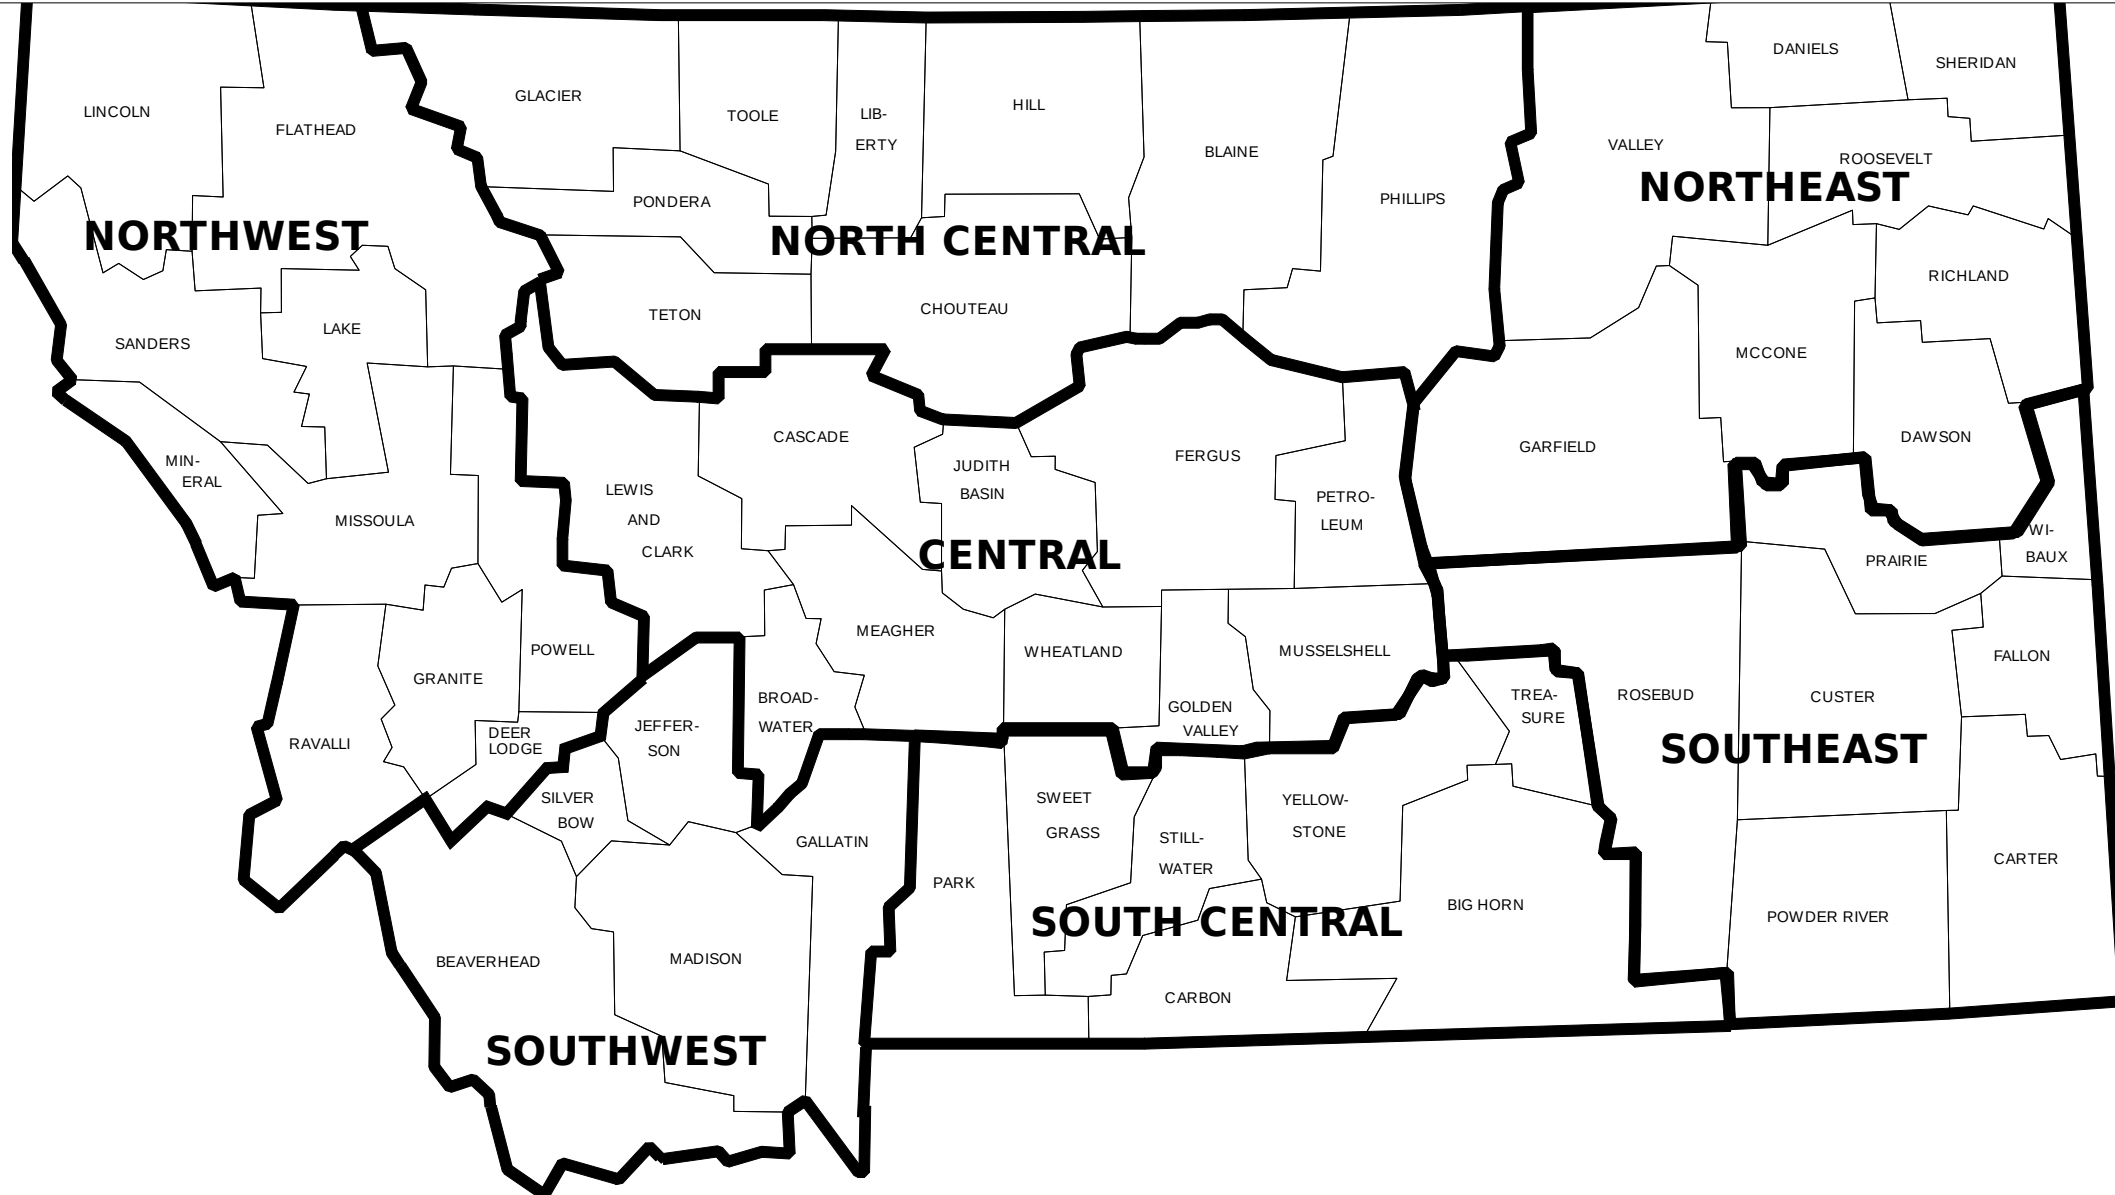 DANIELS
SHERIDAN
GLACIER
HILL
LINCOLN
TOOLE
LIB-
ERTY
FLATHEAD
BLAINE
VALLEY
ROOSEVELT
NORTHEAST
PONDERA
PHILLIPS
NORTHWEST
NORTH CENTRAL
RICHLAND
CHOUTEAU
TETON
LAKE
SANDERS
MCCONE
CASCADE
DAWSON
GARFIELD
FERGUS
JUDITH
BASIN
MIN-
ERAL
LEWIS
AND
CLARK
PETRO-
LEUM
MISSOULA
CENTRAL
WI-
BAUX
PRAIRIE
MEAGHER
POWELL
WHEATLAND
MUSSELSHELL
FALLON
GRANITE
BROAD-
WATER
TREA-
SURE
ROSEBUD
CUSTER
GOLDEN
VALLEY
JEFFER-
SON
DEER
LODGE
RAVALLI
SOUTHEAST
SILVER
BOW
SWEET
GRASS
YELLOW-
STONE
GALLATIN
STILL-
WATER
CARTER
PARK
BIG HORN
POWDER RIVER
SOUTH CENTRAL
BEAVERHEAD
MADISON
CARBON
SOUTHWEST